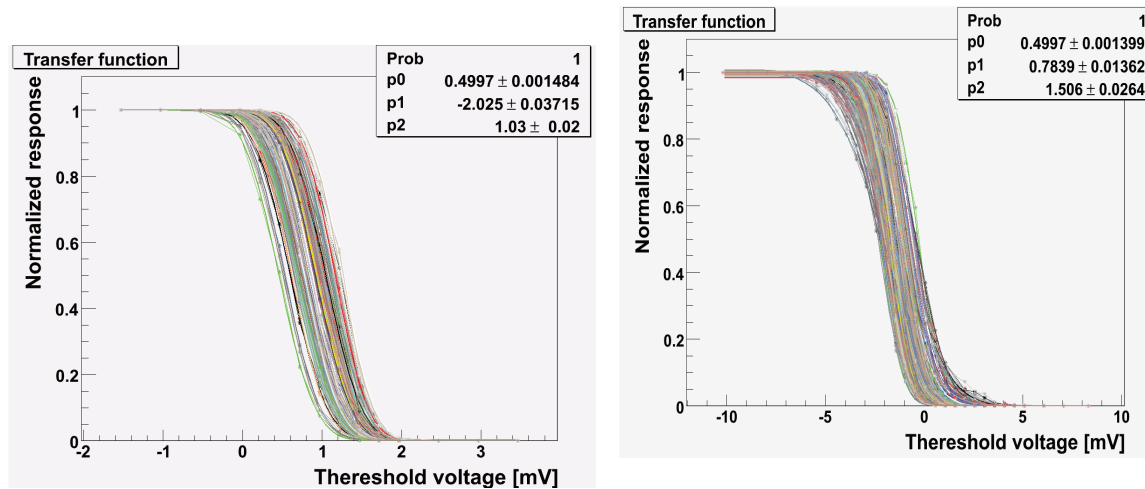 Transfer function
Prob 1
p0 0.4997 ± 0.001484
p1 -2.025 ± 0.03715
p2 1.03 ± 0.02
Normalized response
1
0.8
0.6
0.4
0.2
0
-2 -1 0 1 2 3
Thereshold voltage [mV]
Transfer function
Prob 1
p0 0.4997 ± 0.001399
p1 0.7839 ± 0.01362
p2 1.506 ± 0.0264
Normalized response
1
0.8
0.6
0.4
0.2
0
-10 -5 0 5 10
Thereshold voltage [mV]